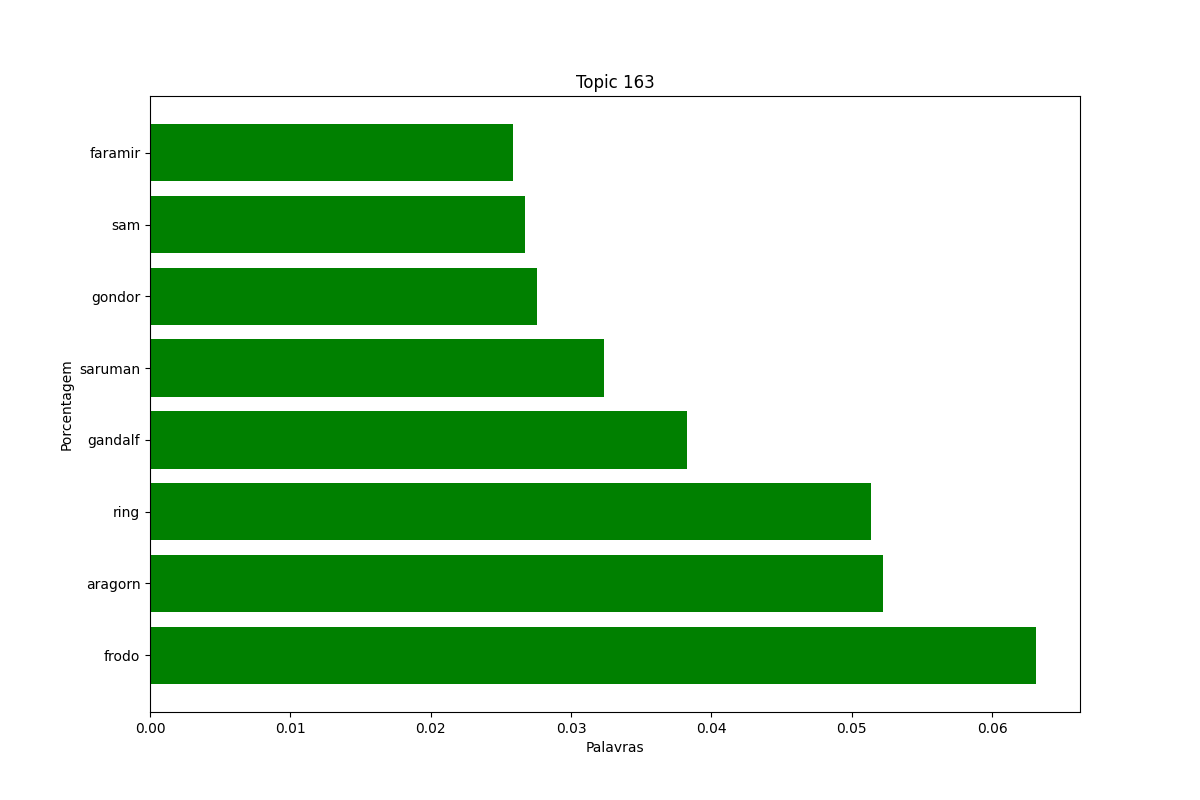 Topic 163
faramir
sam
gondor
saruman
gandalf
ring
aragorn
frodo
Porcentagem
0.00 0.01 0.02 0.03 0.04 0.05 0.06
Palavras